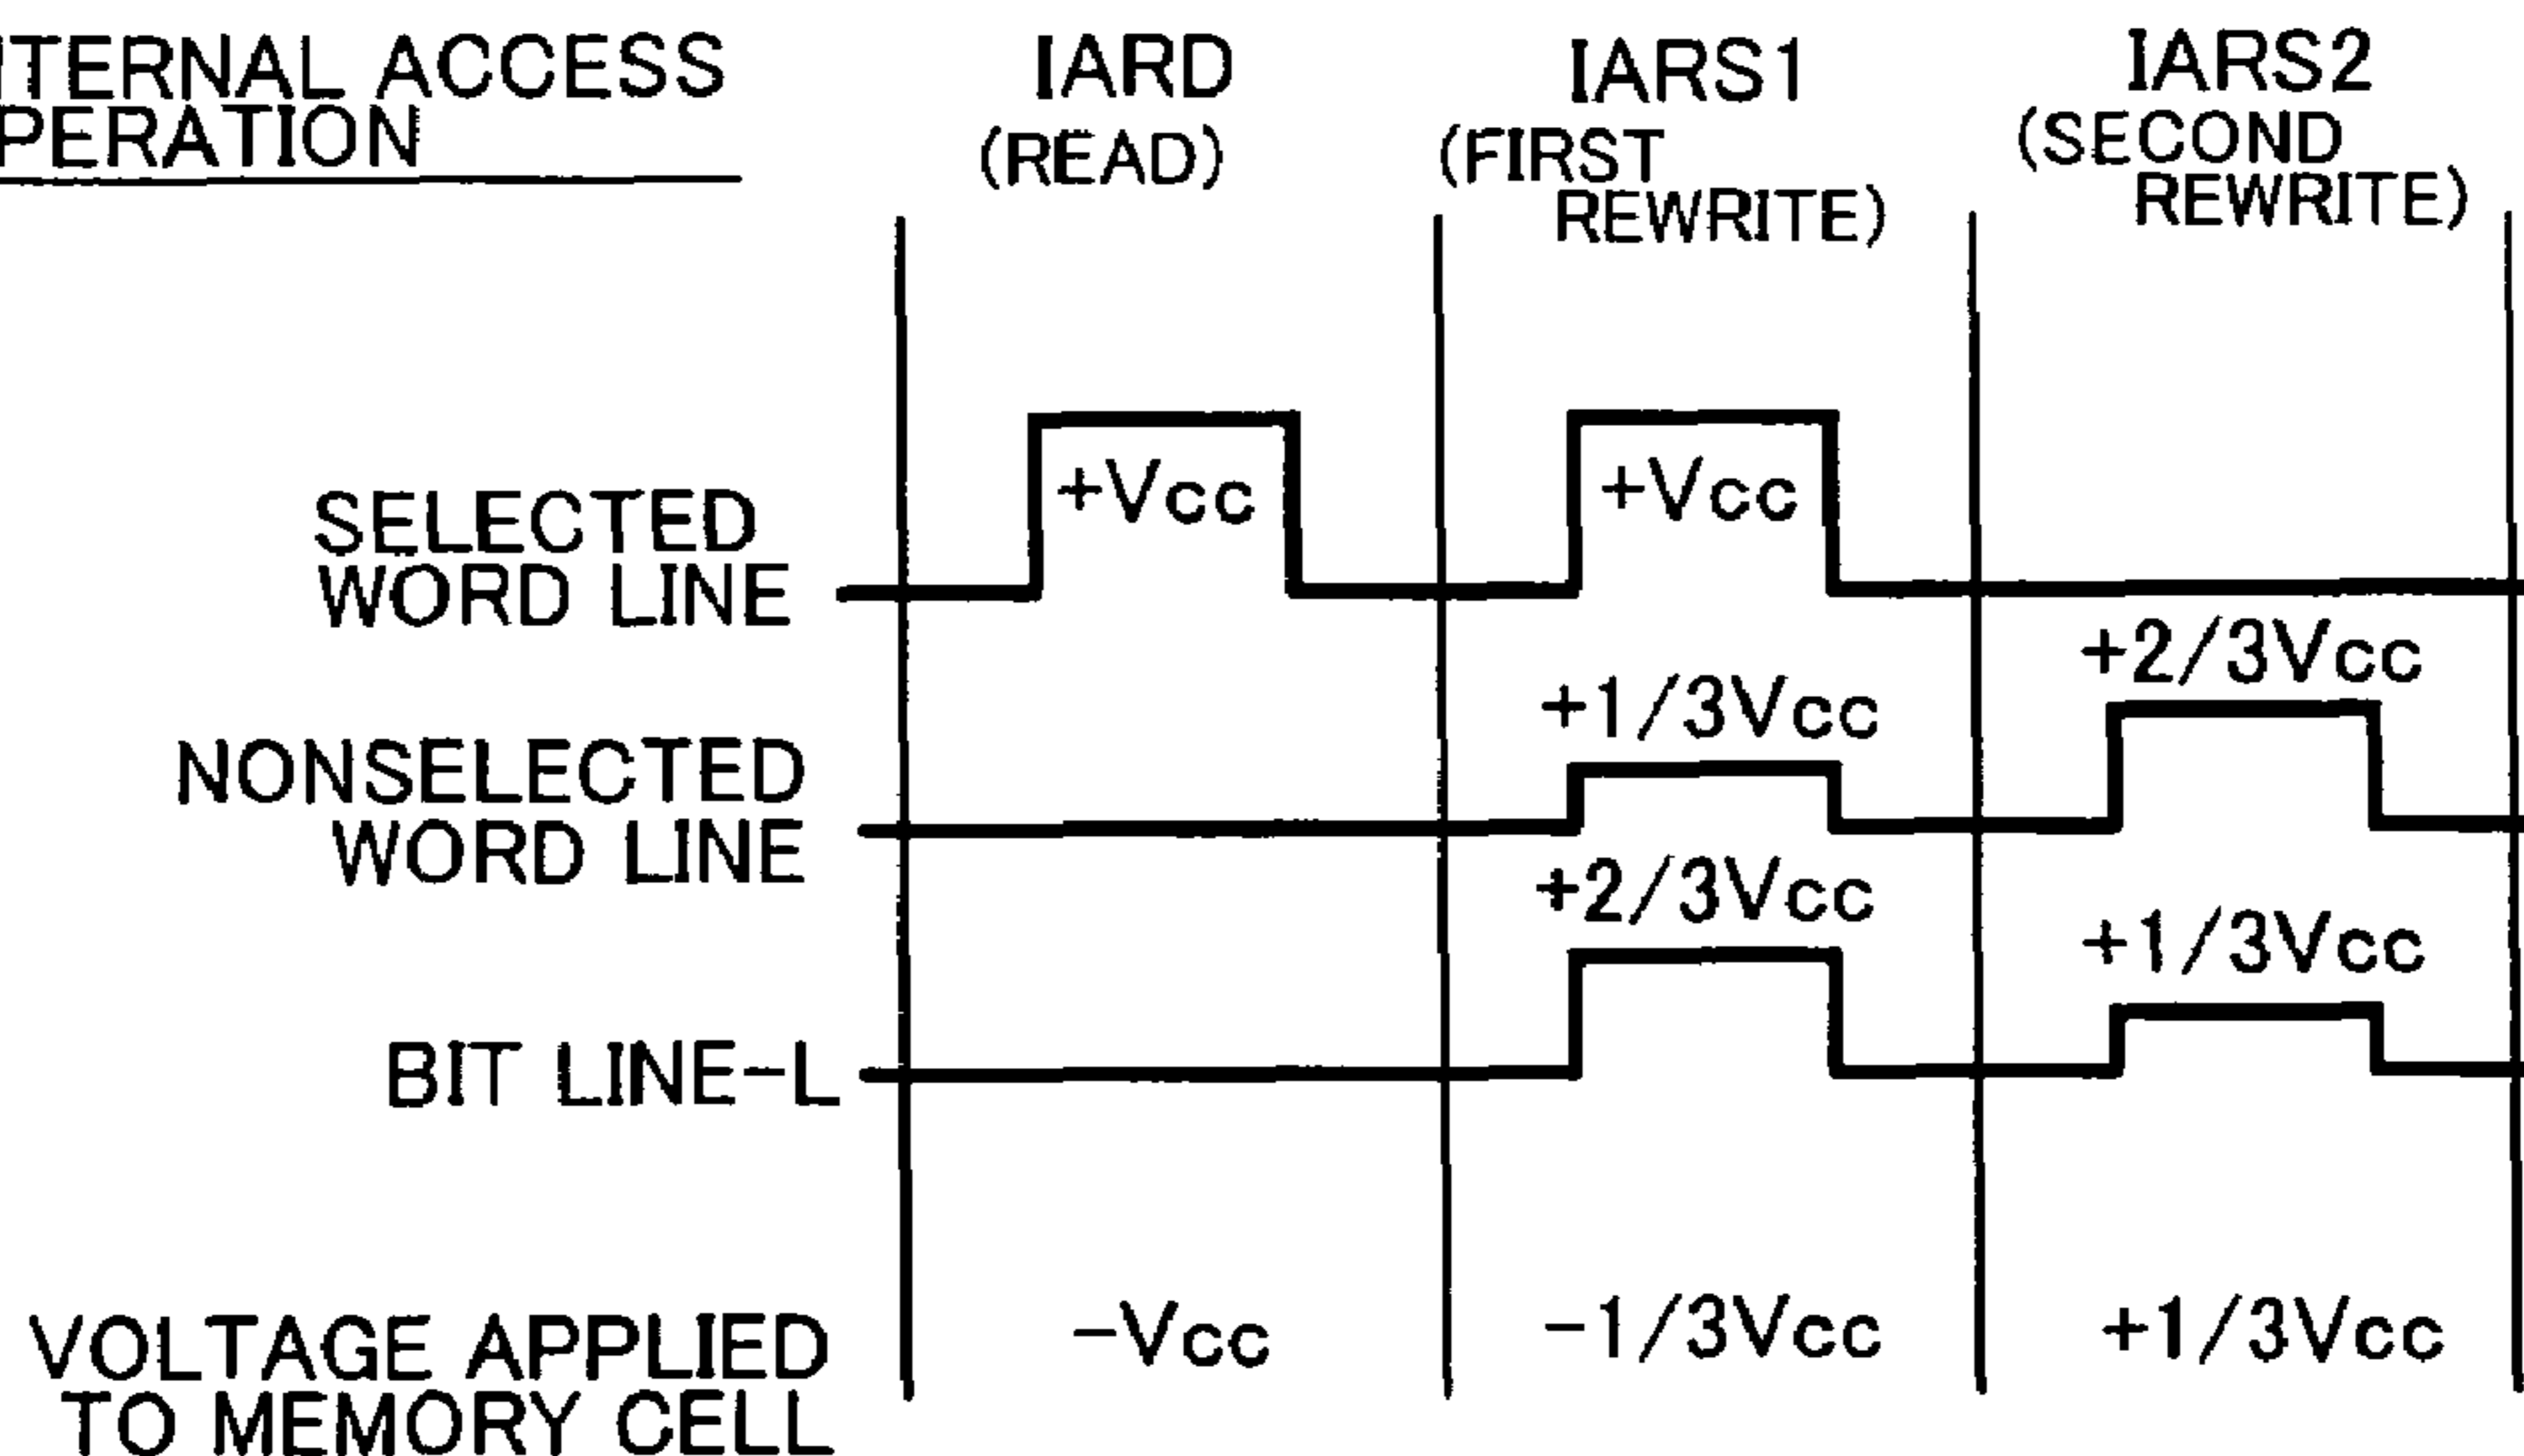 NTERNAL ACCESS
PERATION
IARD
(READ)
IARS1
(FIRST
REWRITE)
IARS2
(SECOND
REWRITE)
SELECTED
WORD LINE
+Vcc
+Vcc
NONSELECTED
WORD LINE
+1/3Vcc
+2/3Vcc
BIT LINE-L
+2/3Vcc
+1/3Vcc
VOLTAGE APPLIED
TO MEMORY CELL
-Vcc
-1/3Vcc
+1/3Vcc